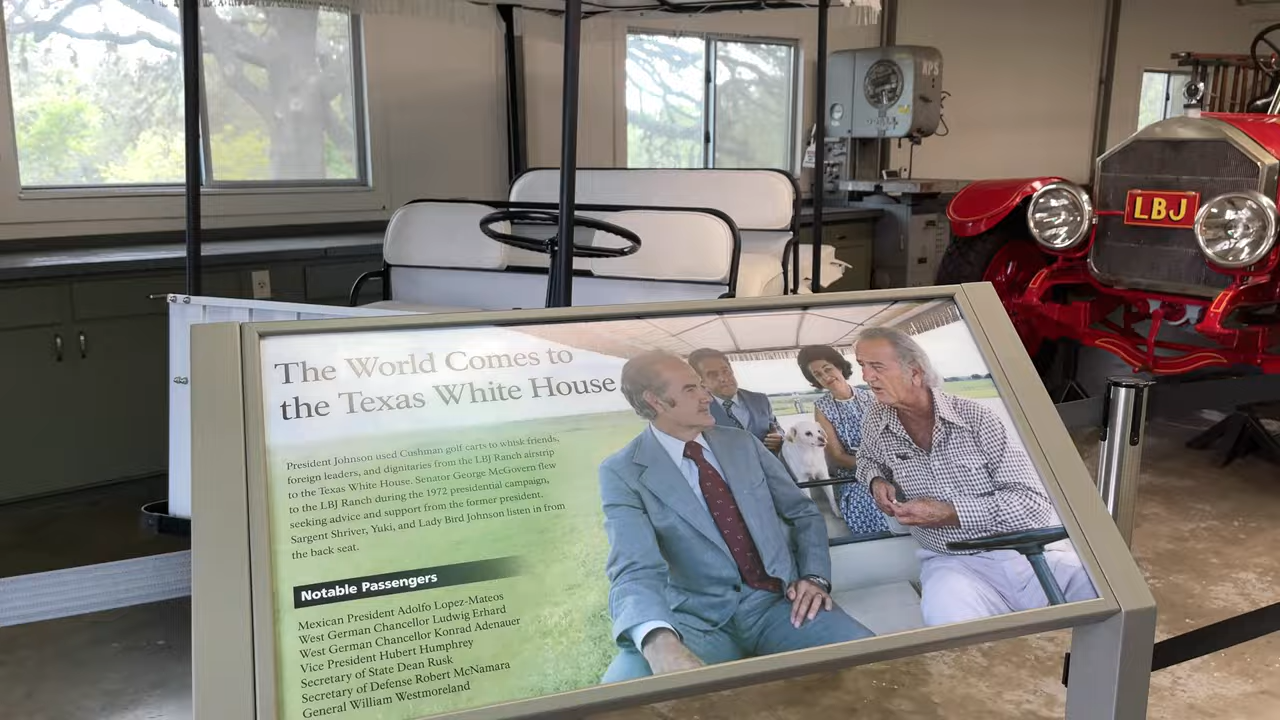 LBJ
The World Comes to
the Texas White House
President Johnson used Cushman golf carts to whisk friends,
foreign leaders, and dignitaries from the LBJ Ranch airstrip
to the Texas White House. Senator George McGovern flew
to the LBJ Ranch during the 1972 presidential campaign,
seeking advice and support from the former president.
Sargent Shriver, Yuki, and Lady Bird Johnson listen in from
the back seat.
Notable Passengers
Mexican President Adolfo Lopez-Mateos
West German Chancellor Ludwig Erhard
West German Chancellor Konrad Adenauer
Vice President Hubert Humphrey
Secretary of State Dean Rusk
Secretary of Defense Robert McNamara
General William Westmoreland